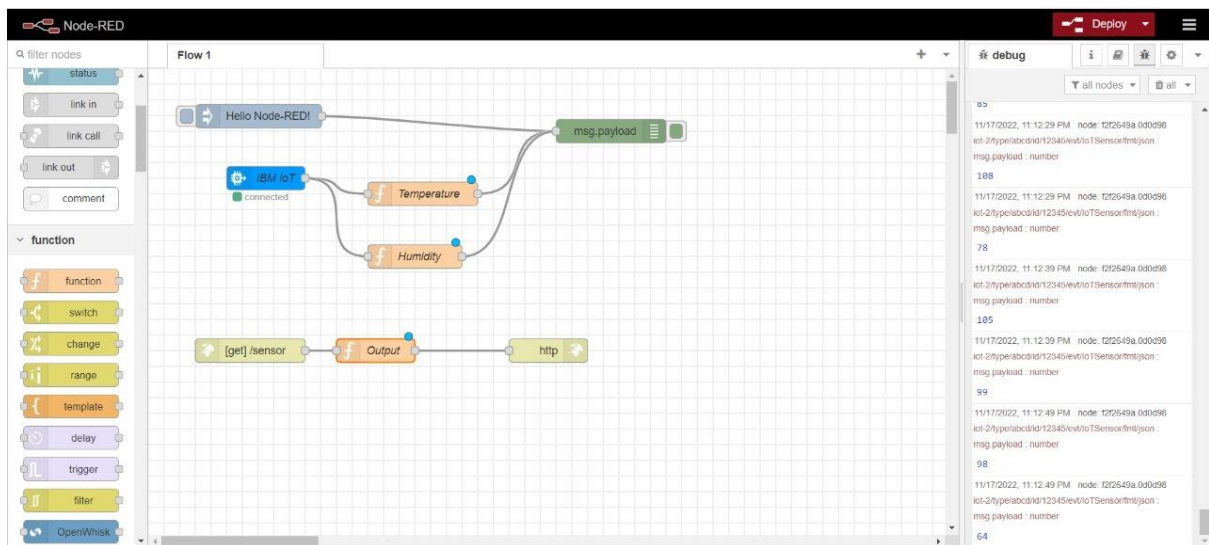 Node-RED
Deploy
filter nodes
status
link in
link call
link out
comment
function
function
switch
change
range
template
delay
trigger
filter
OpenWhisk
Flow 1
Hello Node-RED!
msg.payload
IBM IoT
connected
Temperature
Humidity
[get] /sensor
Output
http
debug
all nodes
all
85
11/17/2022, 11:12:29 PM node: f2f2649a.0d0d98
iot-2/type/abcd/id/12345/evt/IoTSensor/fmt/json :
msg.payload : number
108
11/17/2022, 11:12:29 PM node: f2f2649a.0d0d98
iot-2/type/abcd/id/12345/evt/IoTSensor/fmt/json :
msg.payload : number
78
11/17/2022, 11:12:39 PM node: f2f2649a.0d0d98
iot-2/type/abcd/id/12345/evt/IoTSensor/fmt/json :
msg.payload : number
105
11/17/2022, 11:12:39 PM node: f2f2649a.0d0d98
iot-2/type/abcd/id/12345/evt/IoTSensor/fmt/json :
msg.payload : number
99
11/17/2022, 11:12:49 PM node: f2f2649a.0d0d98
iot-2/type/abcd/id/12345/evt/IoTSensor/fmt/json :
msg.payload : number
98
11/17/2022, 11:12:49 PM node: f2f2649a.0d0d98
iot-2/type/abcd/id/12345/evt/IoTSensor/fmt/json :
msg.payload : number
64